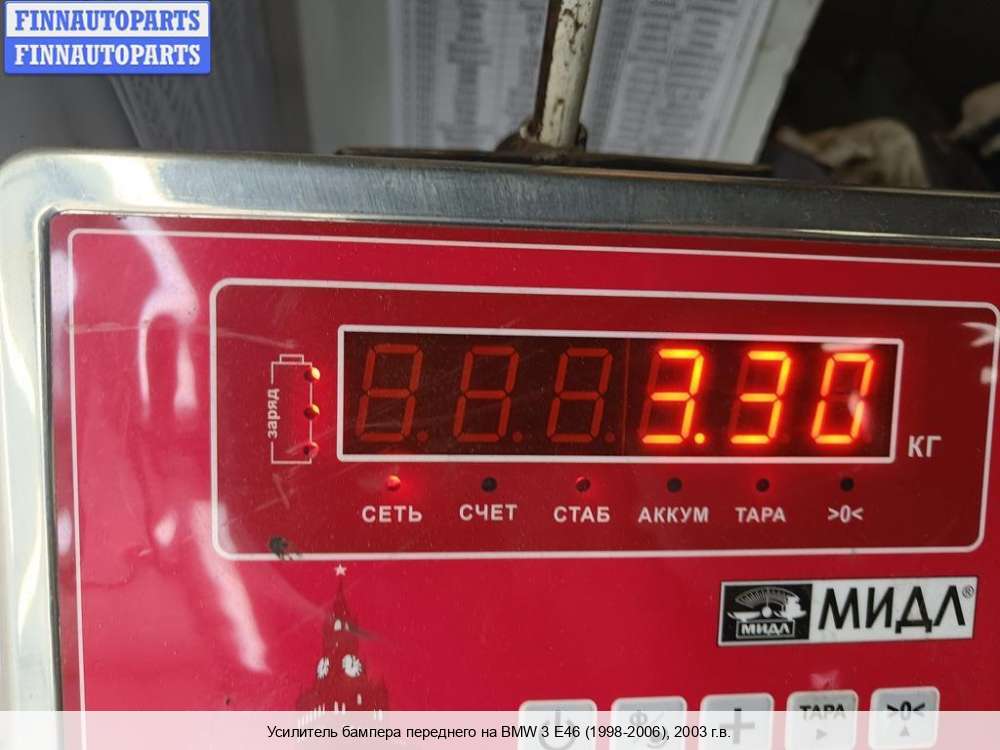 FINNAUTOPARTS
FINNAUTOPARTS
заряд
3.30
КГ
СЕТЬ СЧЕТ СТАБ АККУМ ТАРА >0<
МИДЛ МИДЛ®
ТАРА >0<
Усилитель бампера переднего на BMW 3 E46 (1998-2006), 2003 г.в.